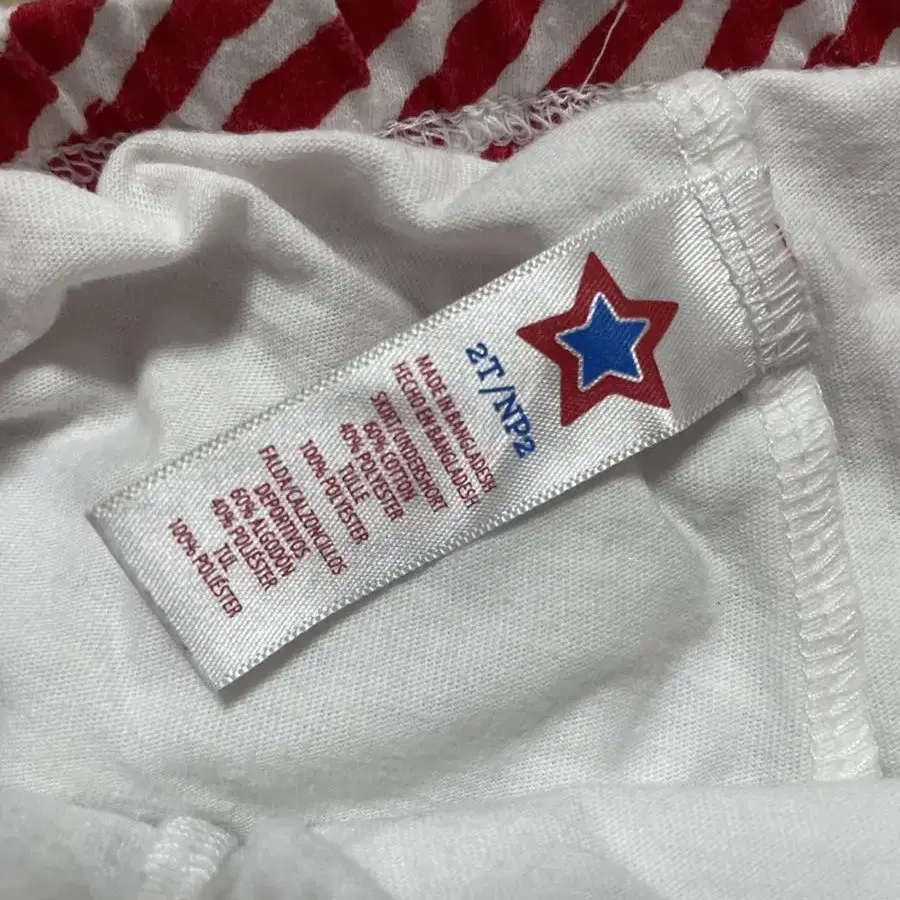 2T/NP2
MADE IN BANGLADESH
HECHO EN BANGLADESH
SKIRT/UNDERSHORT
60% COTTON
40% POLYESTER
TULLE
100% POLYESTER
FALDA/CALZONCILLOS
DEPORTIVOS
60% ALGODON
40% POLIÉSTER
TUL
100% POLIÉSTER